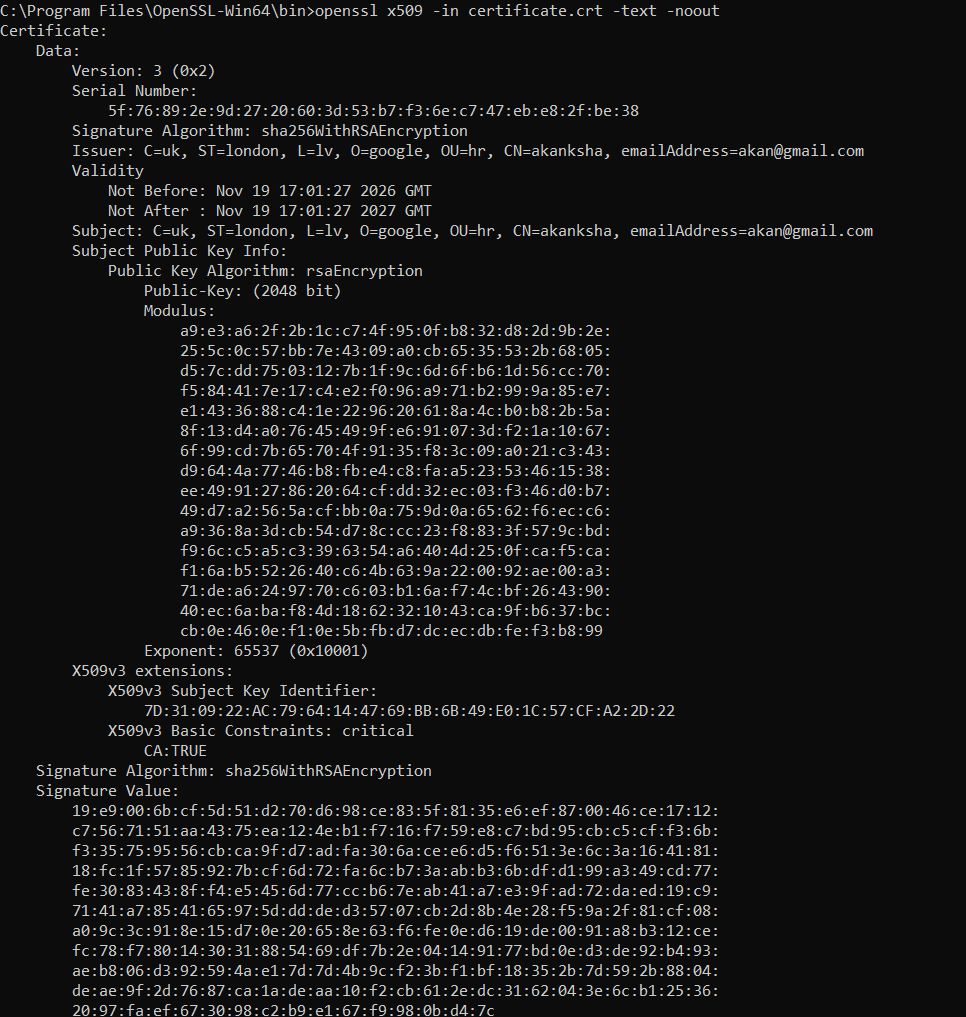 C:\Program Files\OpenSSL-Win64\bin>openssl x509 -in certificate.crt -text -noout
Certificate:
    Data:
        Version: 3 (0x2)
        Serial Number:
            5f:76:89:2e:9d:27:20:60:3d:53:b7:f3:6e:c7:47:eb:e8:2f:be:38
        Signature Algorithm: sha256WithRSAEncryption
        Issuer: C=uk, ST=london, L=lv, O=google, OU=hr, CN=akanksha, emailAddress=akan@gmail.com
        Validity
            Not Before: Nov 19 17:01:27 2026 GMT
            Not After : Nov 19 17:01:27 2027 GMT
        Subject: C=uk, ST=london, L=lv, O=google, OU=hr, CN=akanksha, emailAddress=akan@gmail.com
        Subject Public Key Info:
            Public Key Algorithm: rsaEncryption
                Public-Key: (2048 bit)
                Modulus:
                    a9:e3:a6:2f:2b:1c:c7:4f:95:0f:b8:32:d8:2d:9b:2e:
                    25:5c:0c:57:bb:7e:43:09:a0:cb:65:35:53:2b:68:05:
                    d5:7c:dd:75:03:12:7b:1f:9c:6d:6f:b6:1d:56:cc:70:
                    f5:84:41:7e:17:c4:e2:f0:96:a9:71:b2:99:9a:85:e7:
                    e1:43:36:88:c4:1e:22:96:20:61:8a:4c:b0:b8:2b:5a:
                    8f:13:d4:a0:76:45:49:9f:e6:91:07:3d:f2:1a:10:67:
                    6f:99:cd:7b:65:70:4f:91:35:f8:3c:09:a0:21:c3:43:
                    d9:64:4a:77:46:b8:fb:e4:c8:fa:a5:23:53:46:15:38:
                    ee:49:91:27:86:20:64:cf:dd:32:ec:03:f3:46:d0:b7:
                    49:d7:a2:56:5a:cf:bb:0a:75:9d:0a:65:62:f6:ec:c6:
                    a9:36:8a:3d:cb:54:d7:8c:cc:23:f8:83:3f:57:9c:bd:
                    f9:6c:c5:a5:c3:39:63:54:a6:40:4d:25:0f:ca:f5:ca:
                    f1:6a:b5:52:26:40:c6:4b:63:9a:22:00:92:ae:00:a3:
                    71:de:a6:24:97:70:c6:03:b1:6a:f7:4c:bf:26:43:90:
                    40:ec:6a:ba:f8:4d:18:62:32:10:43:ca:9f:b6:37:bc:
                    cb:0e:46:0e:f1:0e:5b:fb:d7:dc:ec:db:fe:f3:b8:99
                Exponent: 65537 (0x10001)
        X509v3 extensions:
            X509v3 Subject Key Identifier:
                7D:31:09:22:AC:79:64:14:47:69:BB:6B:49:E0:1C:57:CF:A2:2D:22
            X509v3 Basic Constraints: critical
                CA:TRUE
    Signature Algorithm: sha256WithRSAEncryption
    Signature Value:
        19:e9:00:6b:cf:5d:51:d2:70:d6:98:ce:83:5f:81:35:e6:ef:87:00:46:ce:17:12:
        c7:56:71:51:aa:43:75:ea:12:4e:b1:f7:16:f7:59:e8:c7:bd:95:cb:c5:cf:f3:6b:
        f3:35:75:95:56:cb:ca:9f:d7:ad:fa:30:6a:ce:e6:d5:f6:51:3e:6c:3a:16:41:81:
        18:fc:1f:57:85:92:7b:cf:6d:72:fa:6c:b7:3a:ab:b3:6b:df:d1:99:a3:49:cd:77:
        fe:30:83:43:8f:f4:e5:45:6d:77:cc:b6:7e:ab:41:a7:e3:9f:ad:72:da:ed:19:c9:
        71:41:a7:85:41:65:97:5d:dd:de:d3:57:07:cb:2d:8b:4e:28:f5:9a:2f:81:cf:08:
        a0:9c:3c:91:8e:15:d7:0e:20:65:8e:63:f6:fe:0e:d6:19:de:00:91:a8:b3:12:ce:
        fc:78:f7:80:14:30:31:88:54:69:df:7b:2e:04:14:91:77:bd:0e:d3:de:92:b4:93:
        ae:b8:06:d3:92:59:4a:e1:7d:7d:4b:9c:f2:3b:f1:bf:18:35:2b:7d:59:2b:88:04:
        de:ae:9f:2d:76:87:ca:1a:de:aa:10:f2:cb:61:2e:dc:31:62:04:3e:6c:b1:25:36:
        20:97:fa:ef:67:30:98:c2:b9:e1:67:f9:98:0b:d4:7c